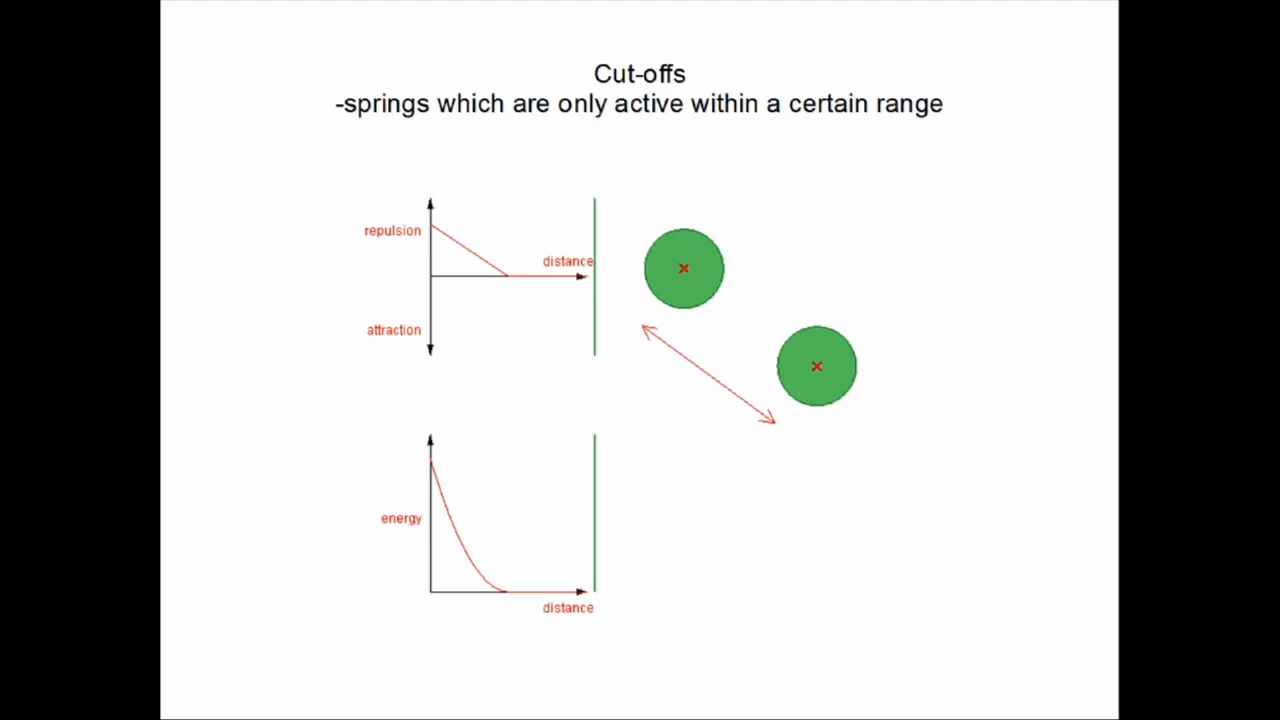 Cut-offs
-springs which are only active within a certain range
repulsion
distance
attraction
energy
distance